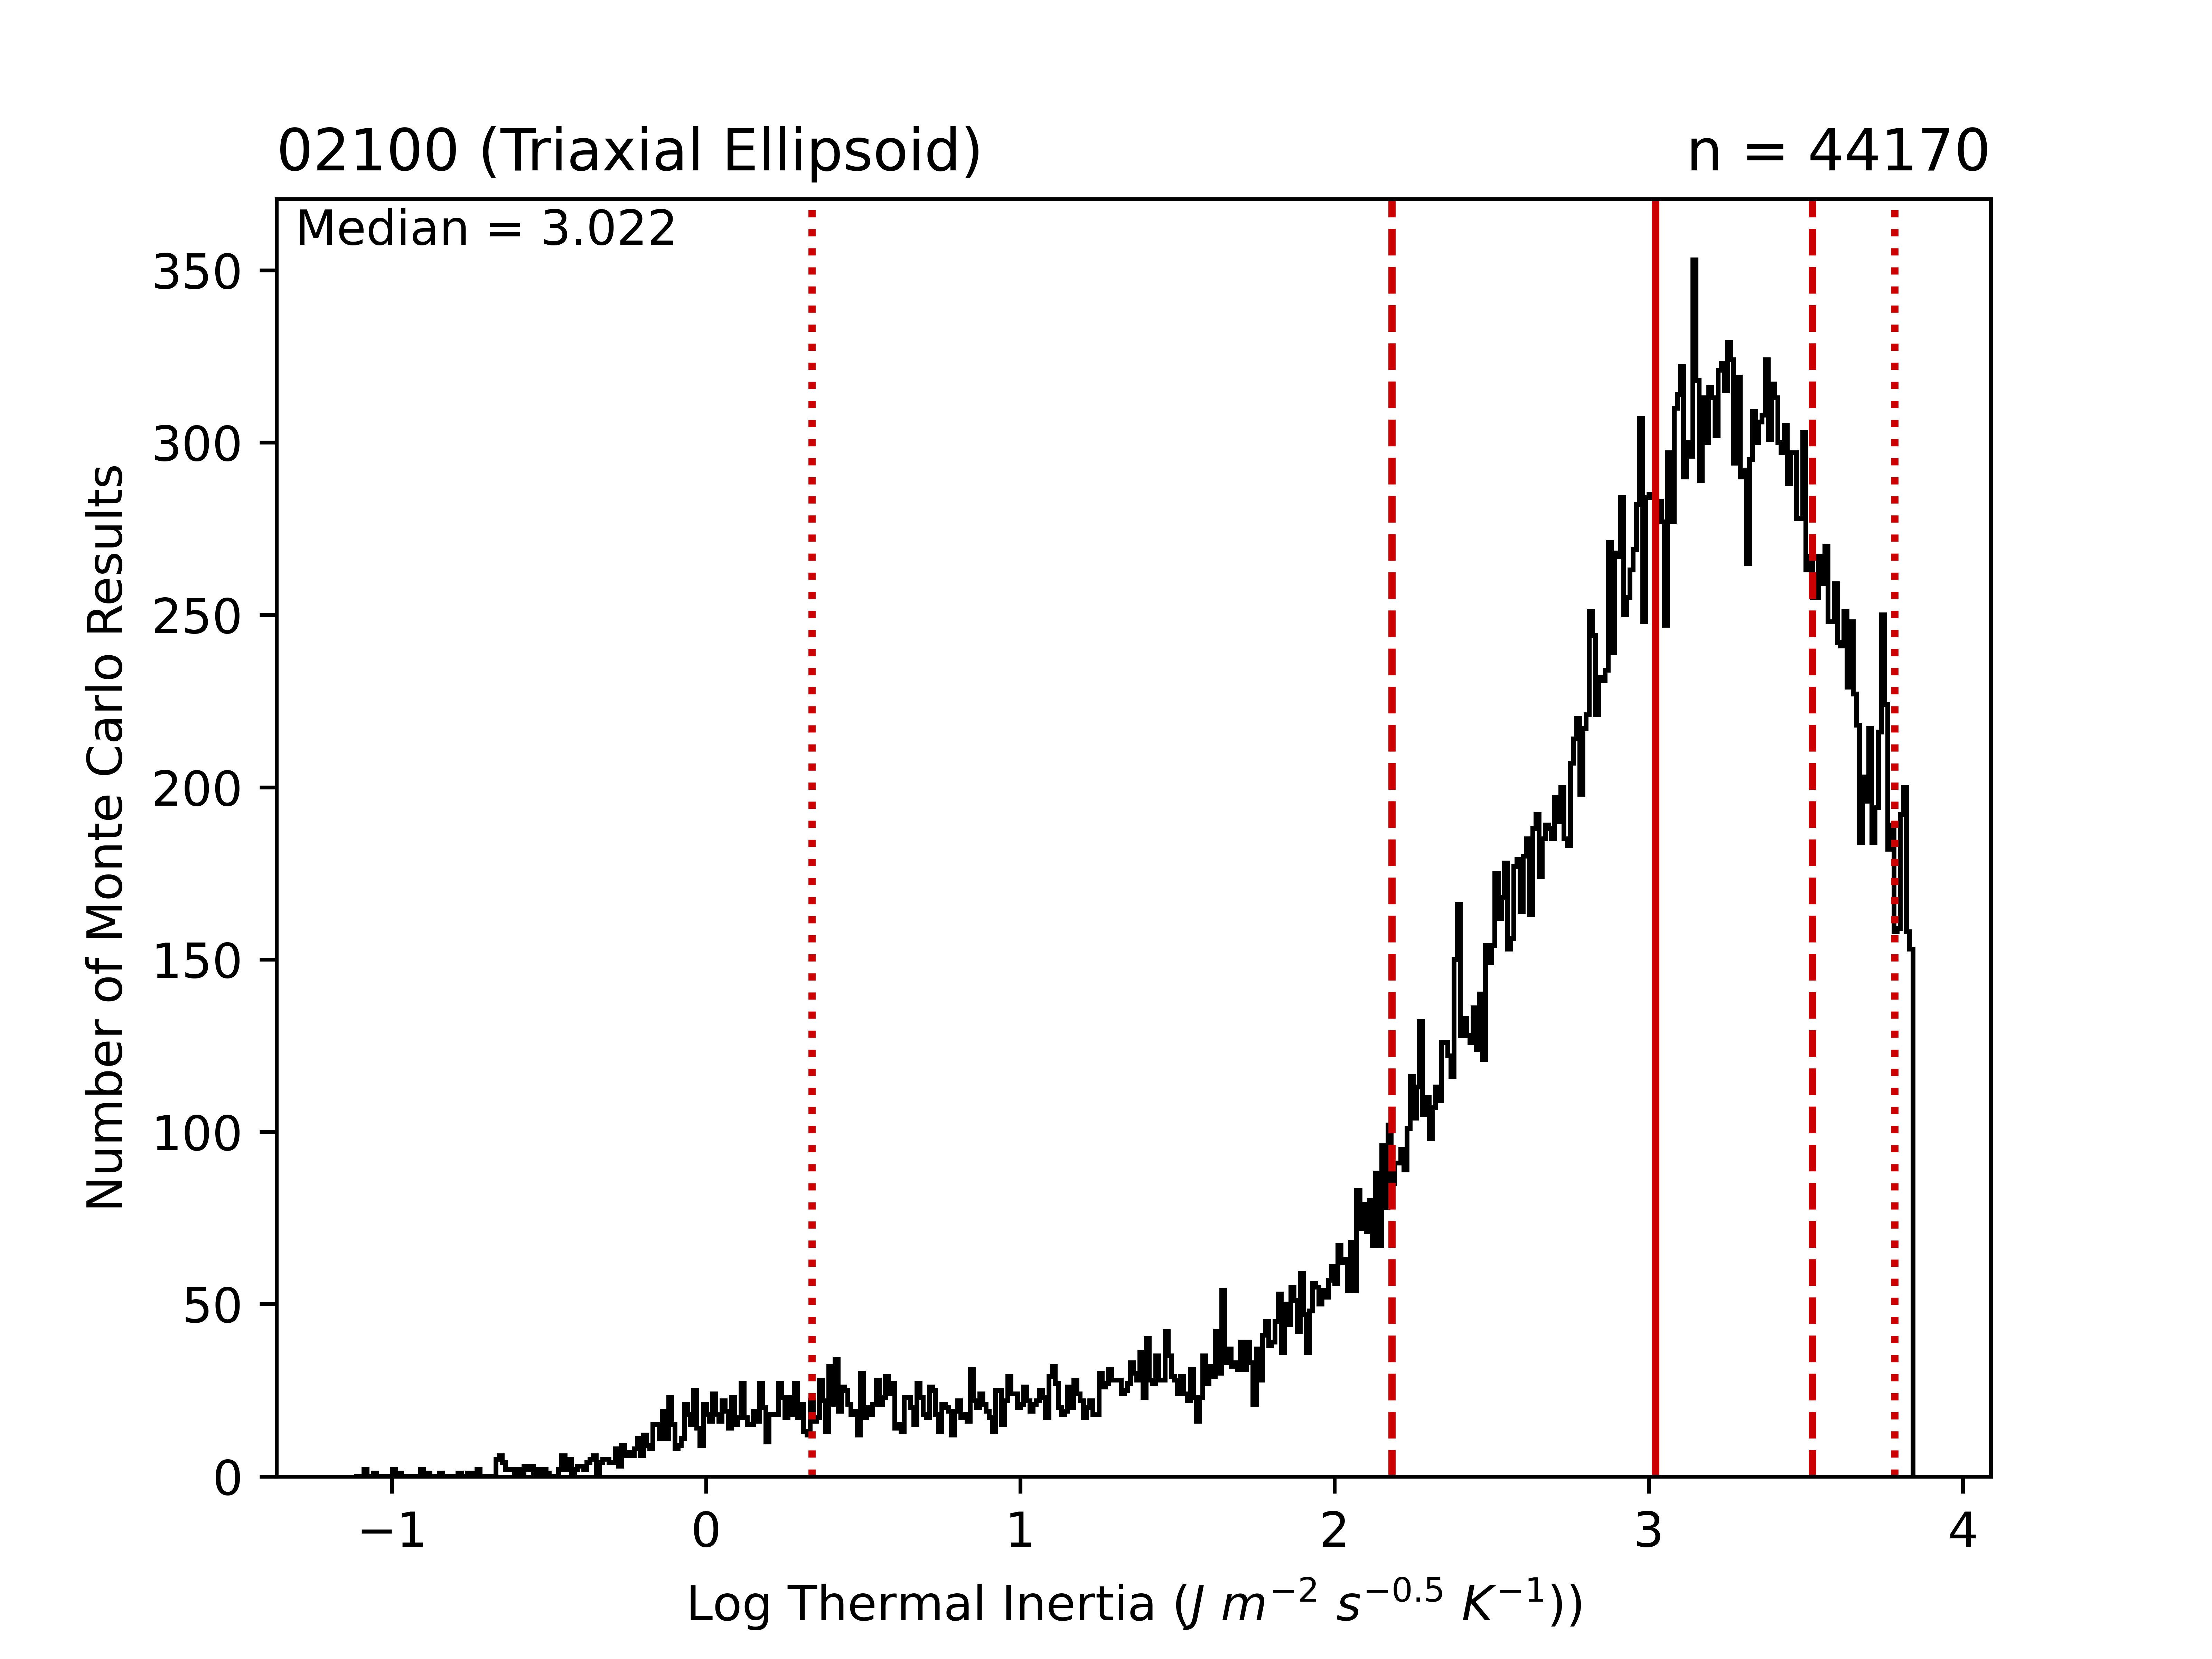 02100 (Triaxial Ellipsoid)
n = 44170
Median = 3.022
350
300
250
200
150
100
50
0
Number of Monte Carlo Results
−1 0 1 2 3 4
Log Thermal Inertia (J m⁻² s⁻⁰·⁵ K⁻¹))